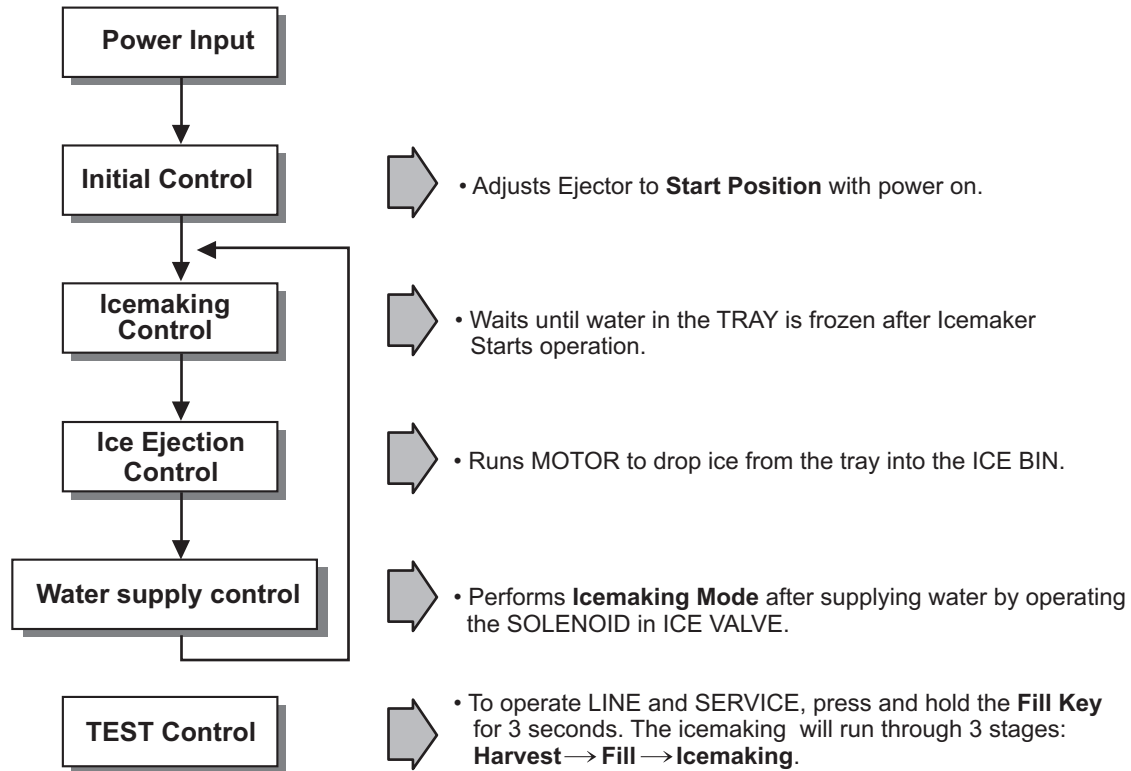 Power Input
Initial Control
• Adjusts Ejector to Start Position with power on.
Icemaking
Control
• Waits until water in the TRAY is frozen after Icemaker
Starts operation.
Ice Ejection
Control
• Runs MOTOR to drop ice from the tray into the ICE BIN.
Water supply control
• Performs Icemaking Mode after supplying water by operating
the SOLENOID in ICE VALVE.
TEST Control
• To operate LINE and SERVICE, press and hold the Fill Key
for 3 seconds. The icemaking will run through 3 stages:
Harvest→Fill→Icemaking.